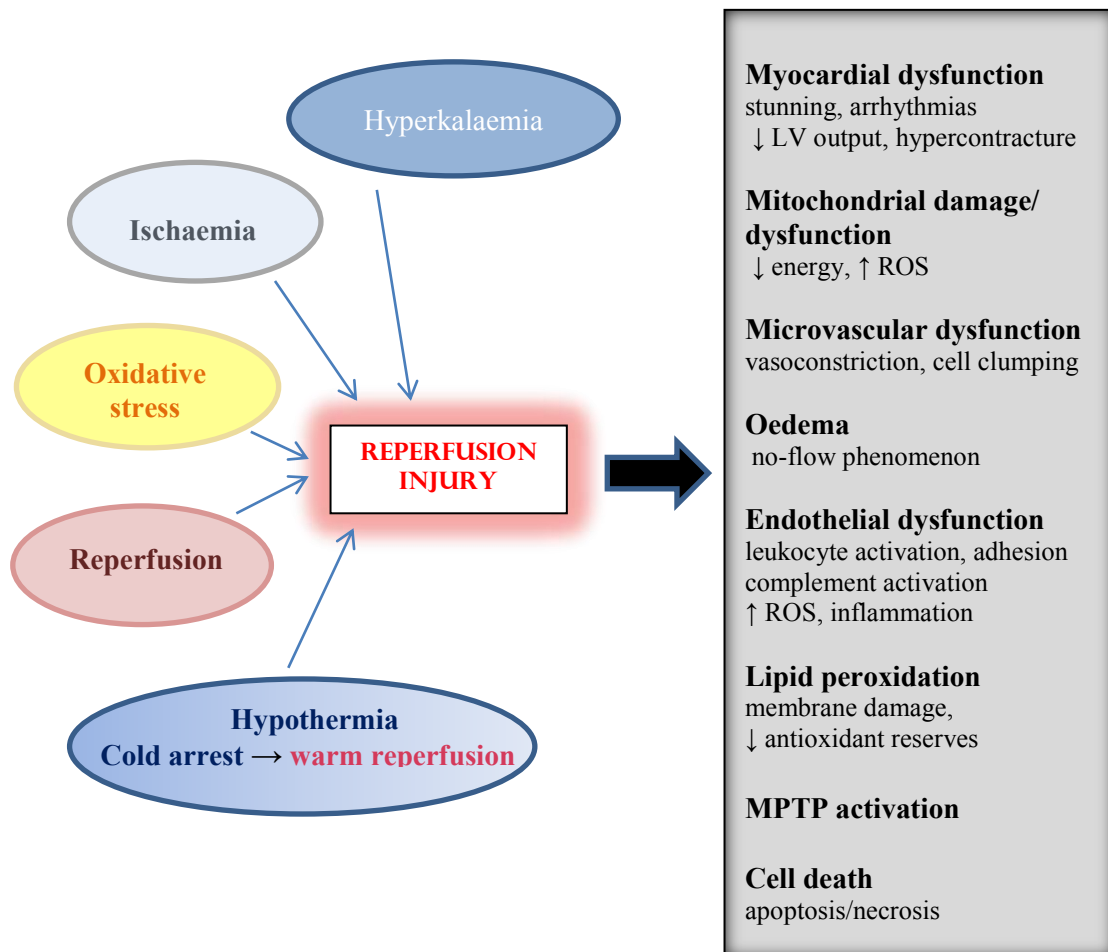 Hyperkalaemia
Ischaemia
Oxidative
stress
Reperfusion
Hypothermia
Cold arrest → warm reperfusion
REPERFUSION
INJURY
Myocardial dysfunction
stunning, arrhythmias
↓ LV output, hypercontracture
Mitochondrial damage/
dysfunction
↓ energy, ↑ ROS
Microvascular dysfunction
vasoconstriction, cell clumping
Oedema
no-flow phenomenon
Endothelial dysfunction
leukocyte activation, adhesion
complement activation
↑ ROS, inflammation
Lipid peroxidation
membrane damage,
↓ antioxidant reserves
MPTP activation
Cell death
apoptosis/necrosis